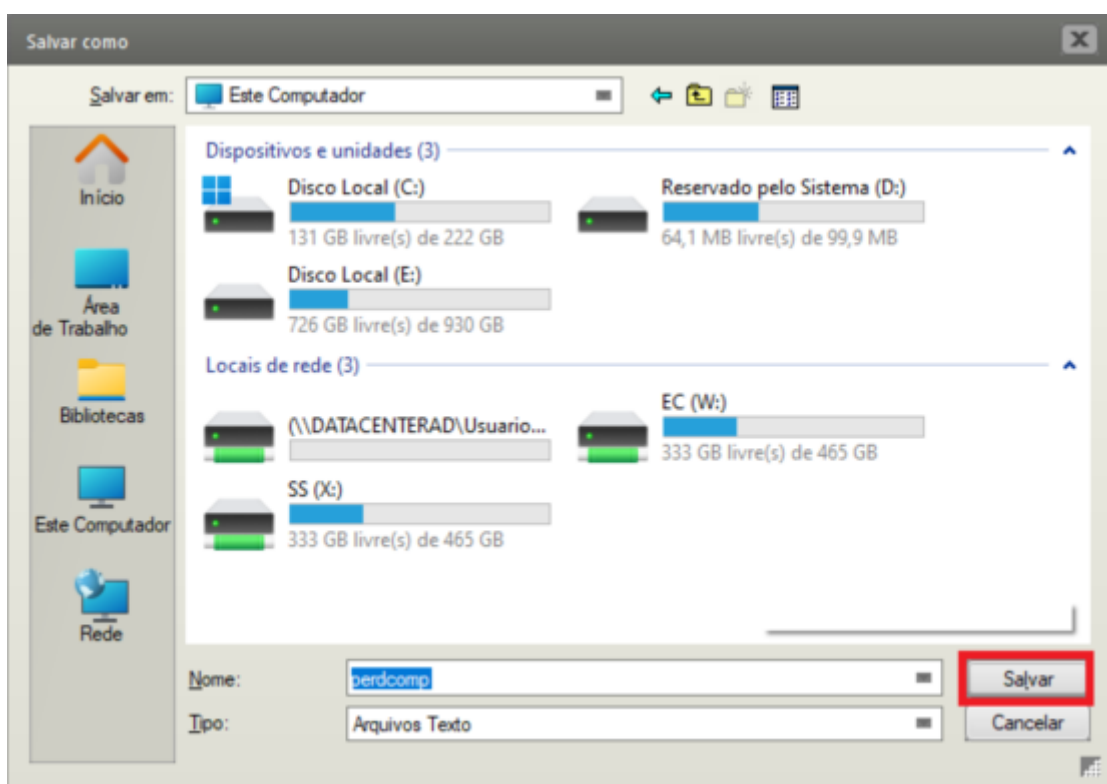 Salvar como
Salvar em: Este Computador
Início
Área
de Trabalho
Bibliotecas
Este Computador
Rede
Dispositivos e unidades (3)
Disco Local (C:)
131 GB livre(s) de 222 GB
Reservado pelo Sistema (D:)
64,1 MB livre(s) de 99,9 MB
Disco Local (E:)
726 GB livre(s) de 930 GB
Locais de rede (3)
(\\DATACENTERAD\Usuario...
EC (W:)
333 GB livre(s) de 465 GB
SS (X:)
333 GB livre(s) de 465 GB
Nome: perdcomp
Salvar
Tipo: Arquivos Texto
Cancelar